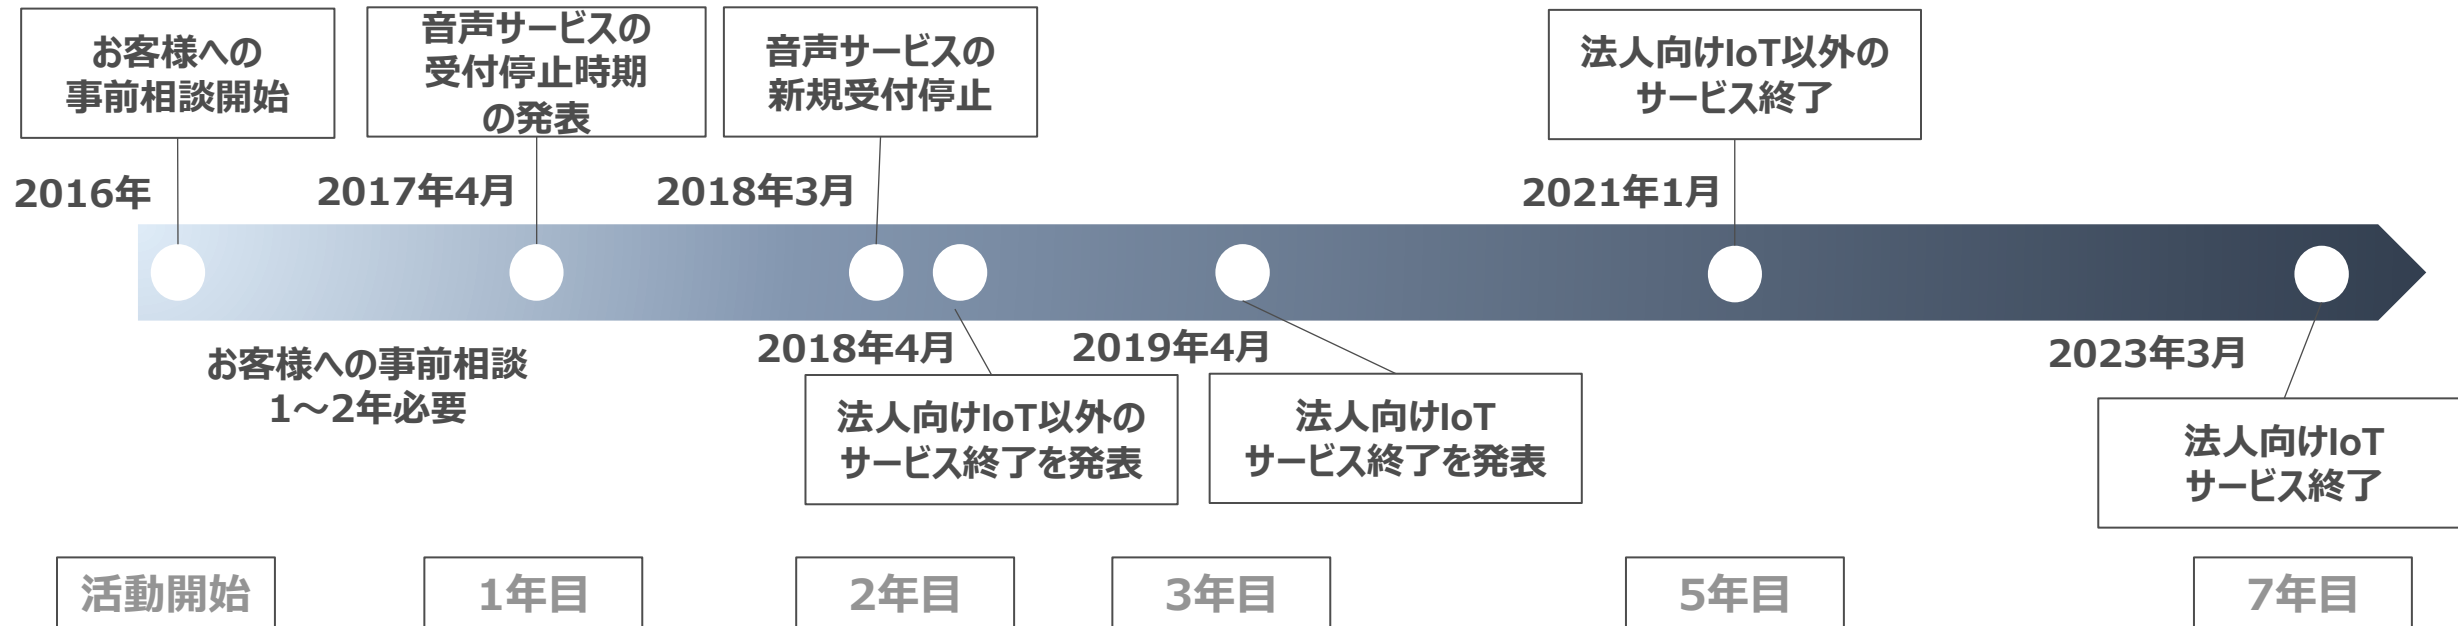 お客様への
事前相談開始
音声サービスの
受付停止時期
の発表
音声サービスの
新規受付停止
法人向けIoT以外の
サービス終了
2016年
2017年4月
2018年3月
2021年1月
2018年4月
2019年4月
2023年3月
お客様への事前相談
1～2年必要
法人向けIoT以外の
サービス終了を発表
法人向けIoT
サービス終了を発表
法人向けIoT
サービス終了
活動開始
1年目
2年目
3年目
5年目
7年目